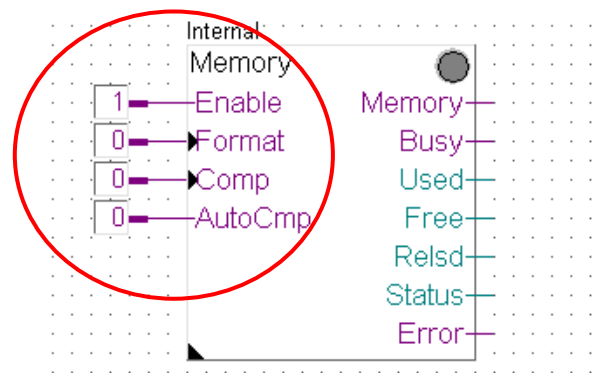 Internal
Memory
1 Enable Memory
0 Format Busy
0 Comp Used
0 AutoCmp Free
Relsd
Status
Error